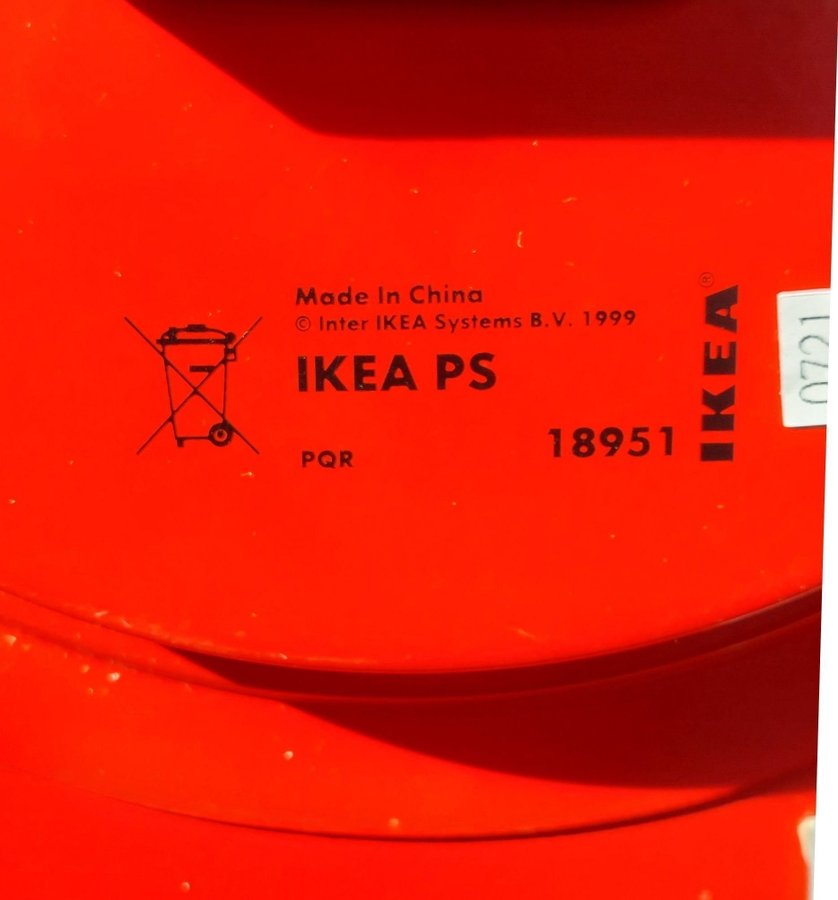 Made In China
© Inter IKEA Systems B.V. 1999
IKEA PS
PQR
18951
IKEA®
0721